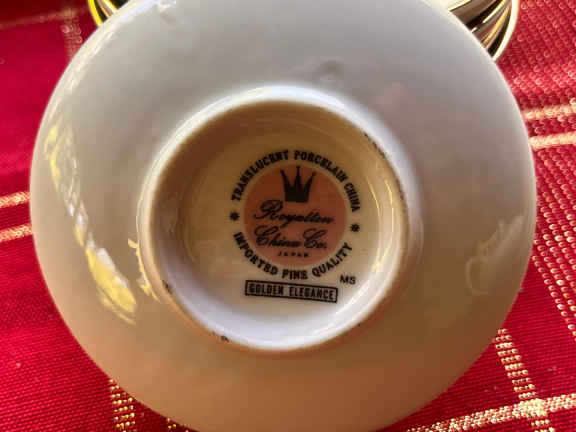 * TRANSLUCENT PORCELAIN CHINA *
Royalton
China Co.
JAPAN
IMPORTED FINE QUALITY
MS
GOLDEN ELEGANCE